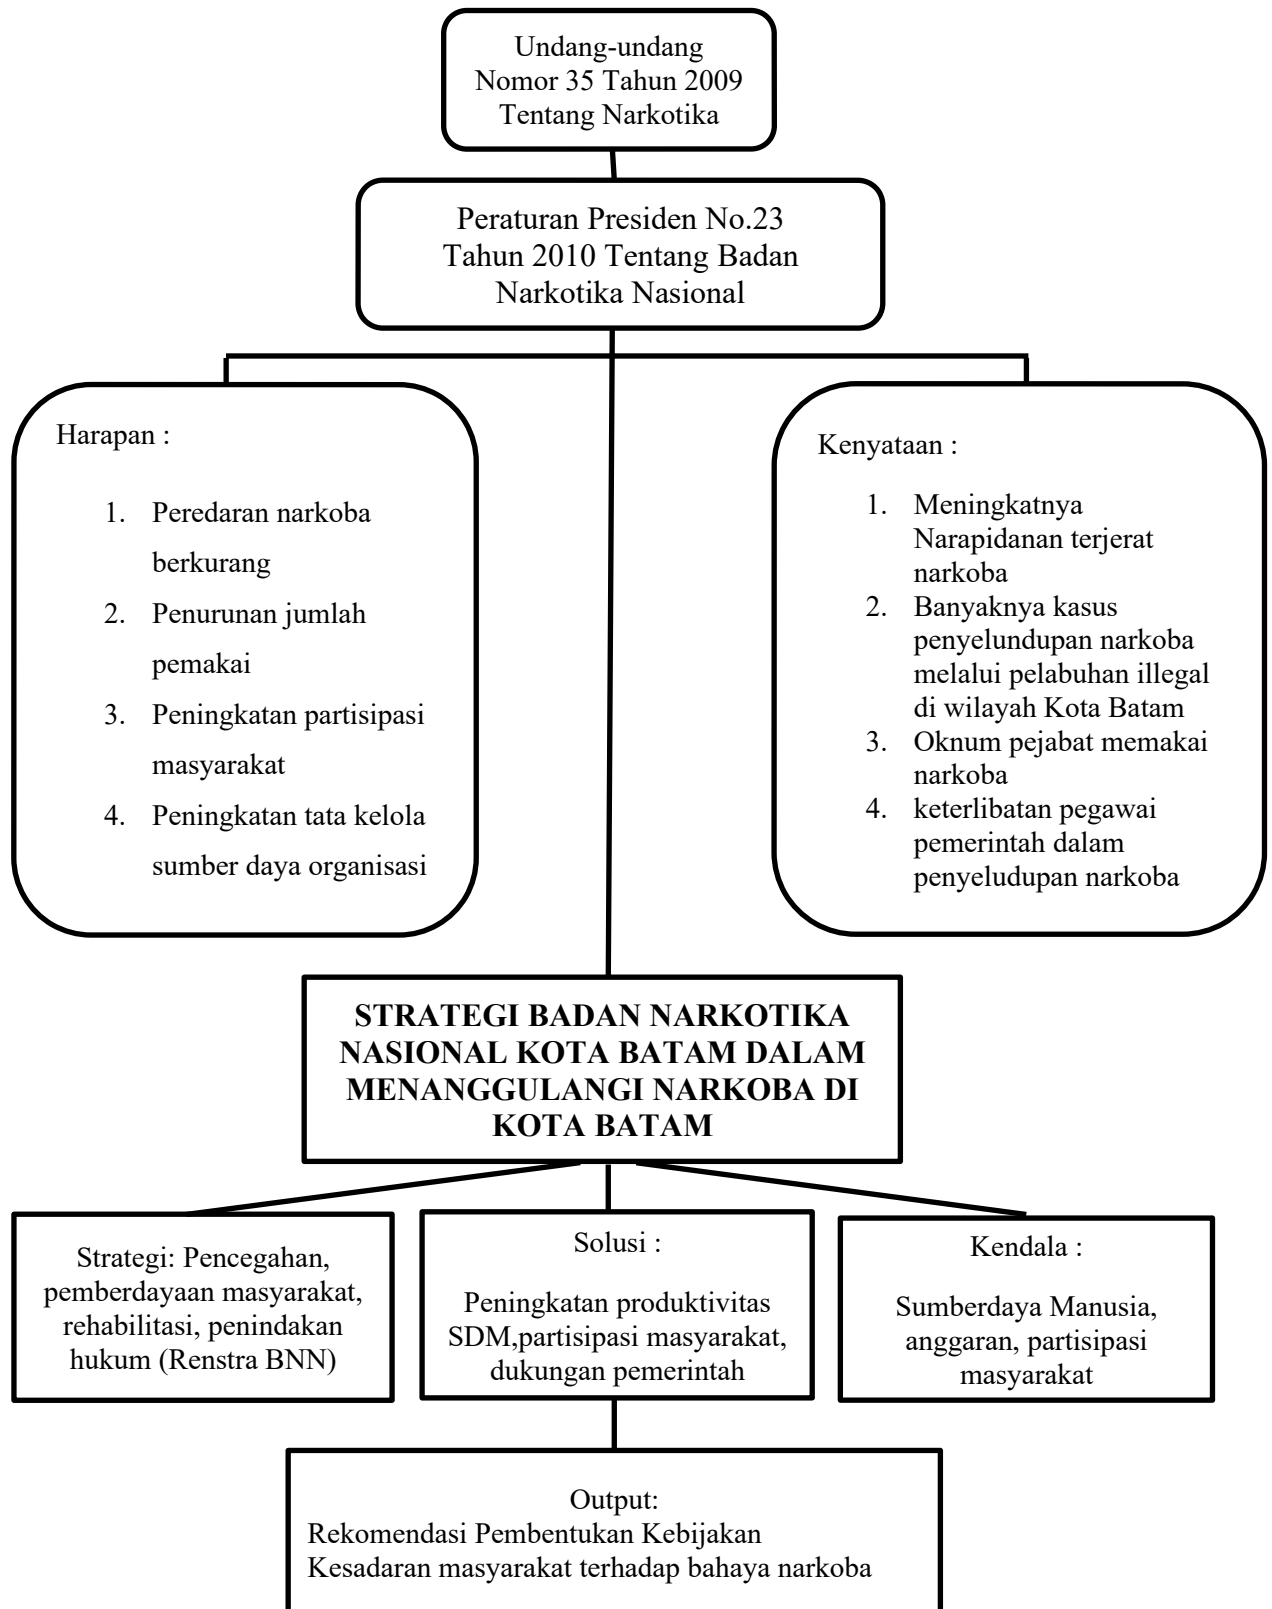 Undang-undang
Nomor 35 Tahun 2009
Tentang Narkotika
Peraturan Presiden No.23
Tahun 2010 Tentang Badan
Narkotika Nasional
Harapan :
1. Peredaran narkoba
berkurang
2. Penurunan jumlah
pemakai
3. Peningkatan partisipasi
masyarakat
4. Peningkatan tata kelola
sumber daya organisasi
Kenyataan :
1. Meningkatnya
Narapidanan terjerat
narkoba
2. Banyaknya kasus
penyelundupan narkoba
melalui pelabuhan illegal
di wilayah Kota Batam
3. Oknum pejabat memakai
narkoba
4. keterlibatan pegawai
pemerintah dalam
penyeludupan narkoba
STRATEGI BADAN NARKOTIKA
NASIONAL KOTA BATAM DALAM
MENANGGULANGI NARKOBA DI
KOTA BATAM
Strategi: Pencegahan,
pemberdayaan masyarakat,
rehabilitasi, penindakan
hukum (Renstra BNN)
Solusi :
Peningkatan produktivitas
SDM,partisipasi masyarakat,
dukungan pemerintah
Kendala :
Sumberdaya Manusia,
anggaran, partisipasi
masyarakat
Output:
Rekomendasi Pembentukan Kebijakan
Kesadaran masyarakat terhadap bahaya narkoba